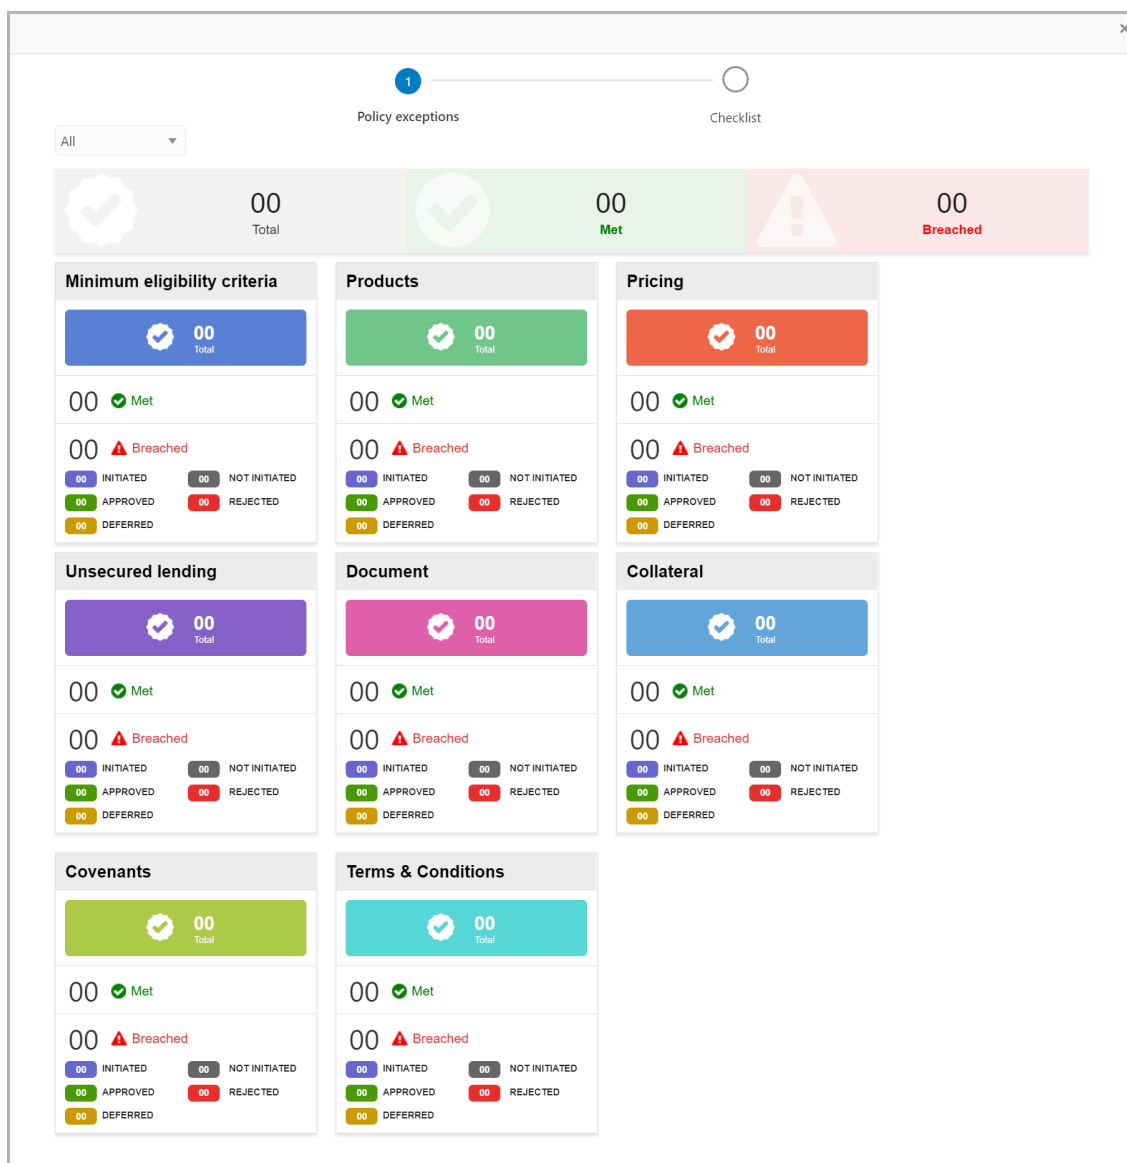 ×
1
Policy exceptions
Checklist
All
00 00 00
Total Met Breached
Minimum eligibility criteria Products Pricing
00 00 00
Total Total Total
00 Met 00 Met 00 Met
00 Breached 00 Breached 00 Breached
00 INITIATED 00 NOT INITIATED 00 INITIATED 00 NOT INITIATED 00 INITIATED 00 NOT INITIATED
00 APPROVED 00 REJECTED 00 APPROVED 00 REJECTED 00 APPROVED 00 REJECTED
00 DEFERRED 00 DEFERRED 00 DEFERRED
Unsecured lending Document Collateral
00 00 00
Total Total Total
00 Met 00 Met 00 Met
00 Breached 00 Breached 00 Breached
00 INITIATED 00 NOT INITIATED 00 INITIATED 00 NOT INITIATED 00 INITIATED 00 NOT INITIATED
00 APPROVED 00 REJECTED 00 APPROVED 00 REJECTED 00 APPROVED 00 REJECTED
00 DEFERRED 00 DEFERRED 00 DEFERRED
Covenants Terms & Conditions
00 00
Total Total
00 Met 00 Met
00 Breached 00 Breached
00 INITIATED 00 NOT INITIATED 00 INITIATED 00 NOT INITIATED
00 APPROVED 00 REJECTED 00 APPROVED 00 REJECTED
00 DEFERRED 00 DEFERRED